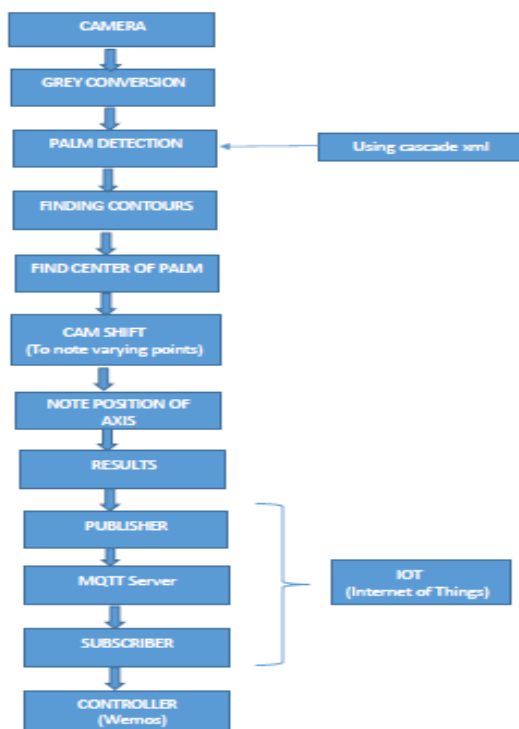 CAMERA
GREY CONVERSION
PALM DETECTION
Using cascade xml
FINDING CONTOURS
FIND CENTER OF PALM
CAM SHIFT
(To note varying points)
NOTE POSITION OF
AXIS
RESULTS
PUBLISHER
MQTT Server
IOT
(Internet of Things)
SUBSCRIBER
CONTROLLER
(Wemos)